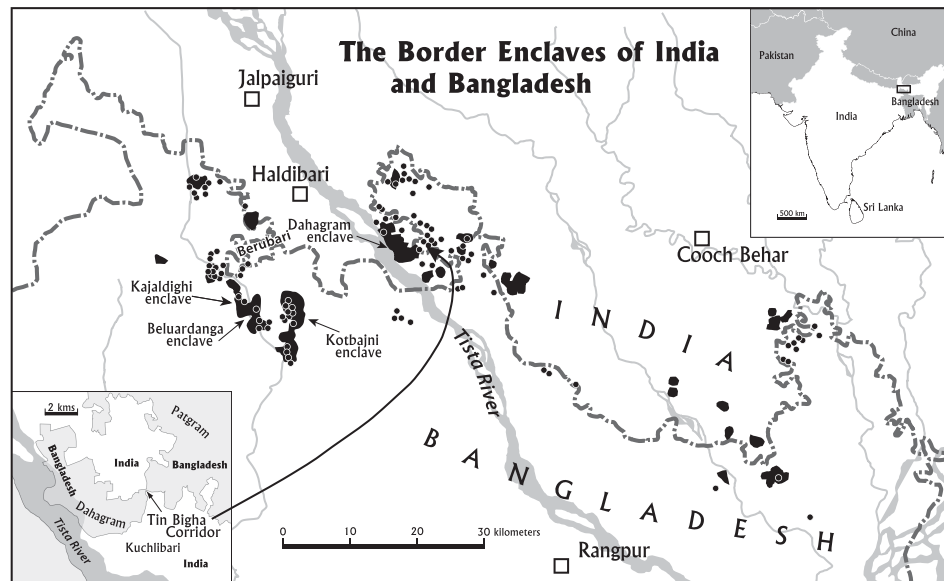 The Border Enclaves of India
and Bangladesh
Jalpaiguri
Haldibari
Dahagram
enclave
Berubari
Kajaldighi
enclave
Beluardanga
enclave
Kotbajni
enclave
Cooch Behar
INDIA
Tista River
BANGLADESH
Rangpur
0 10 20 30 kilometers
China
Pakistan
Bangladesh
India
Sri Lanka
500 km
2 kms
Patgram
India
Bangladesh
Bangladesh
Dahagram
Tin Bigha
Corridor
Tista River
Kuchlibari
India